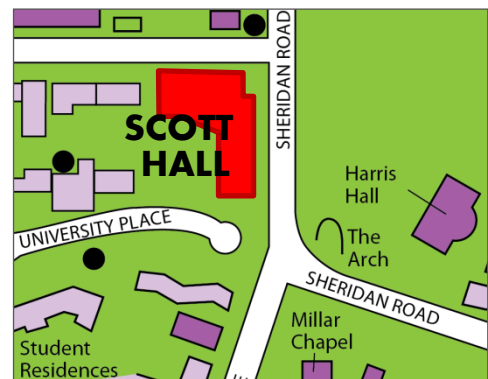 SHERIDAN ROAD
SCOTT
HALL
Harris
Hall
UNIVERSITY PLACE
The
Arch
SHERIDAN ROAD
Millar
Chapel
Student
Residences